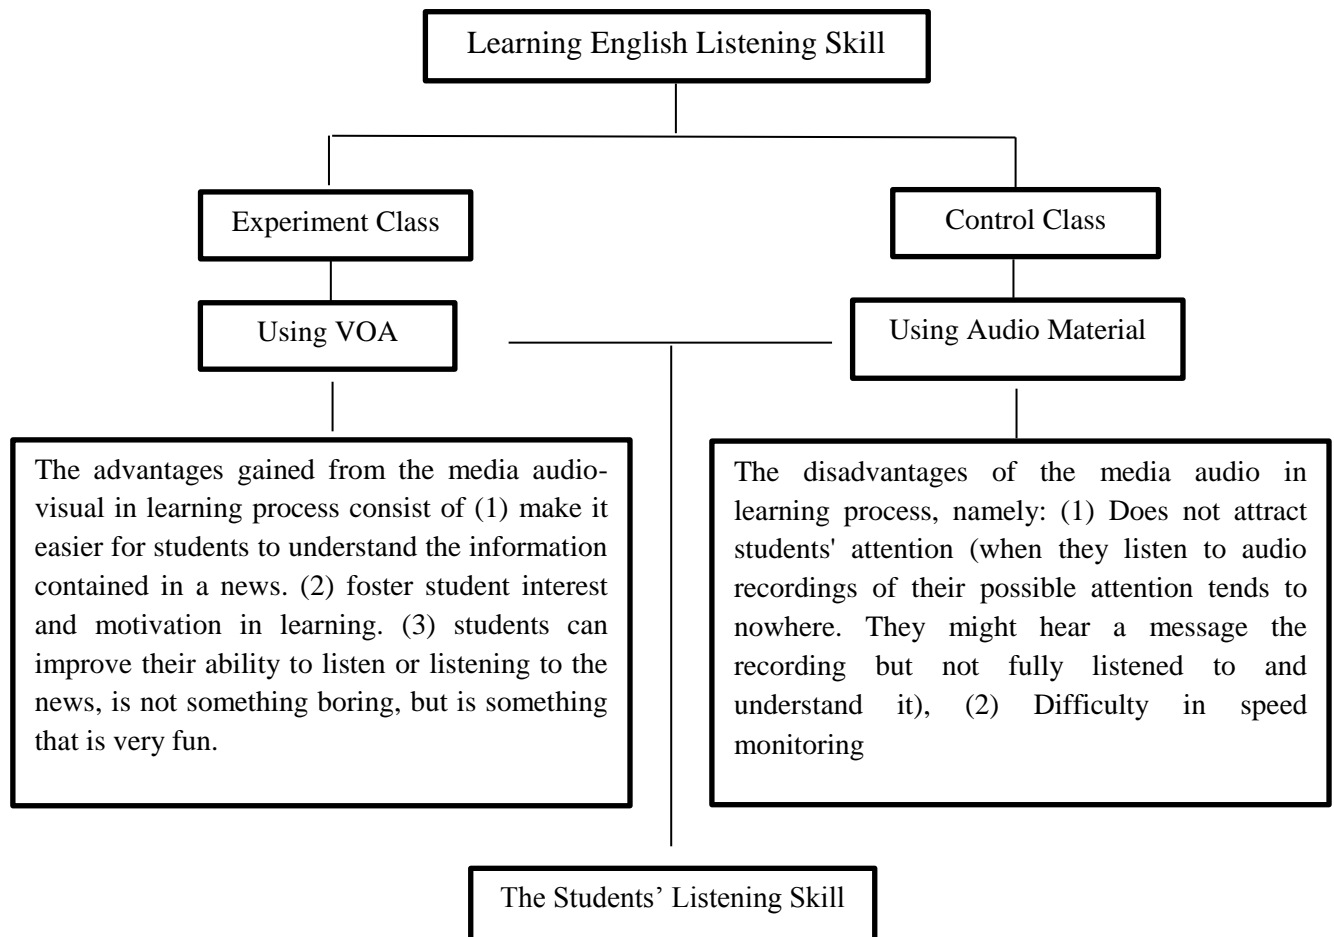 Learning English Listening Skill
Experiment Class
Control Class
Using VOA
Using Audio Material
The advantages gained from the media audio-
visual in learning process consist of (1) make it
easier for students to understand the information
contained in a news. (2) foster student interest
and motivation in learning. (3) students can
improve their ability to listen or listening to the
news, is not something boring, but is something
that is very fun.
The disadvantages of the media audio in
learning process, namely: (1) Does not attract
students' attention (when they listen to audio
recordings of their possible attention tends to
nowhere. They might hear a message the
recording but not fully listened to and
understand it), (2) Difficulty in speed
monitoring
The Students’ Listening Skill